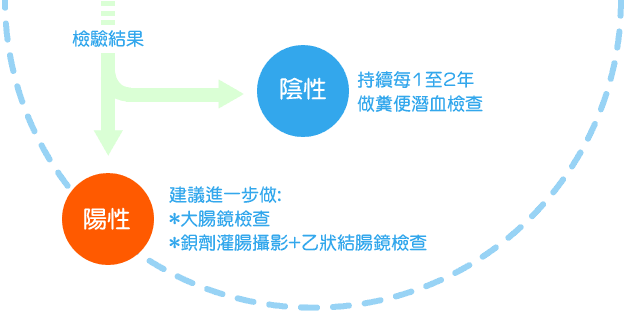 檢驗結果
陰性
持續每1至2年
做糞便潛血檢查
陽性
建議進一步做:
*大腸鏡檢查
*鋇劑灌腸攝影+乙狀結腸鏡檢查